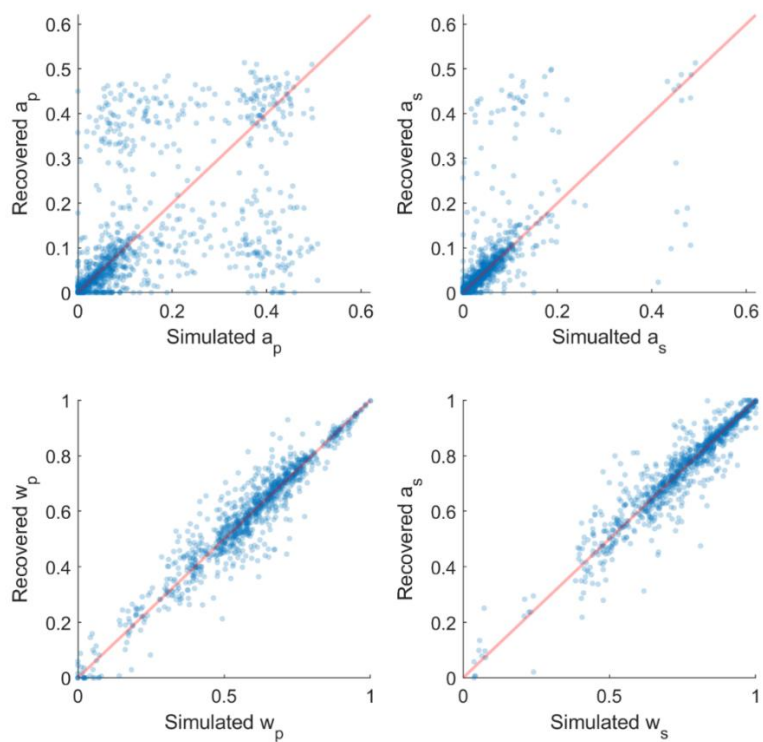 0.6
0.5
0.4
0.3
0.2
0.1
0
Recovered a_p
0 0.2 0.4 0.6
Simulated a_p
0.6
0.5
0.4
0.3
0.2
0.1
0
Recovered a_s
0 0.2 0.4 0.6
Simualted a_s
1
0.8
0.6
0.4
0.2
0
Recovered w_p
0 0.5 1
Simulated w_p
1
0.8
0.6
0.4
0.2
0
Recovered a_s
0 0.5 1
Simulated w_s